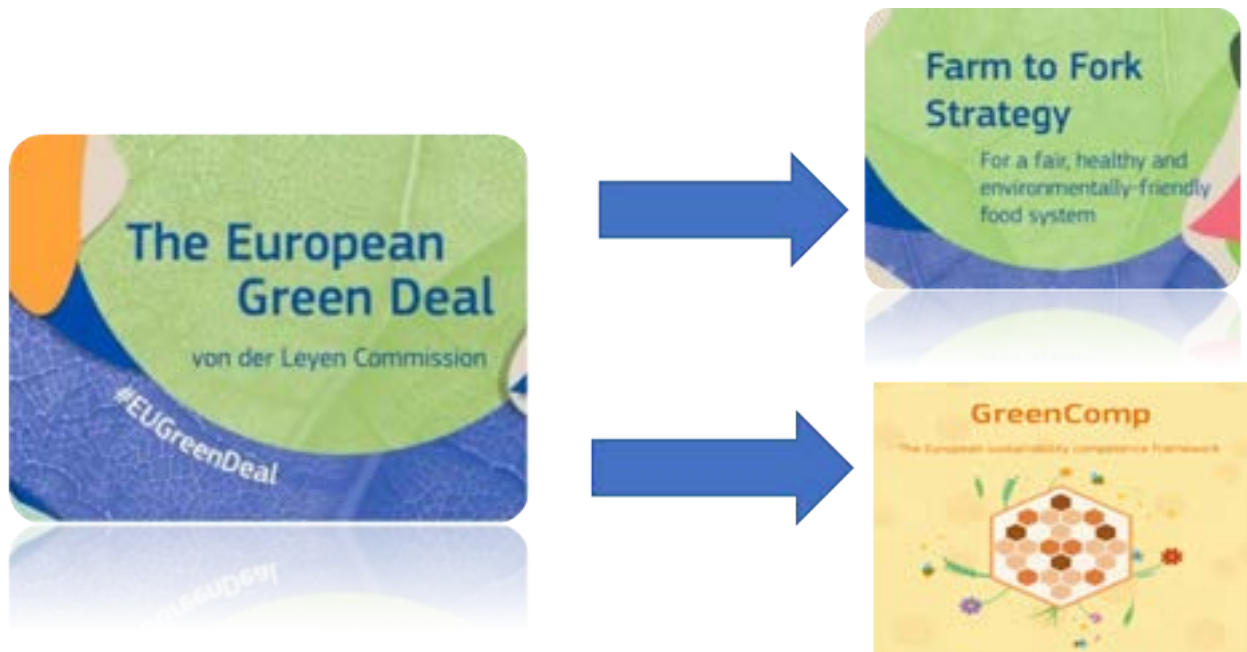 The European
Green Deal
von der Leyen Commission
#EUGreenDeal
Farm to Fork
Strategy
For a fair, healthy and
environmentally-friendly
food system
GreenComp
The European sustainability competence framework